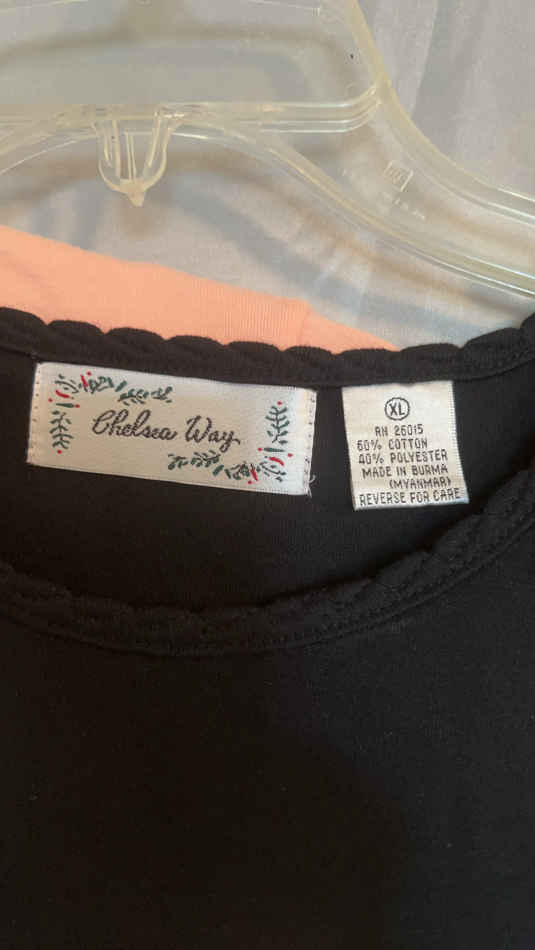 Chelsea Way
XL
RN 26015
60% COTTON
40% POLYESTER
MADE IN BURMA
(MYANMAR)
REVERSE FOR CARE